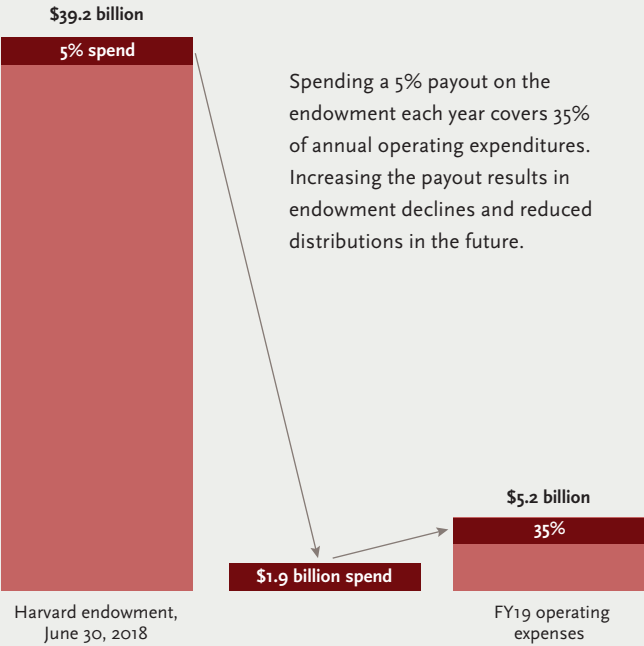 $39.2 billion
5% spend
Spending a 5% payout on the
endowment each year covers 35%
of annual operating expenditures.
Increasing the payout results in
endowment declines and reduced
distributions in the future.
$5.2 billion
35%
$1.9 billion spend
Harvard endowment,
June 30, 2018
FY19 operating
expenses